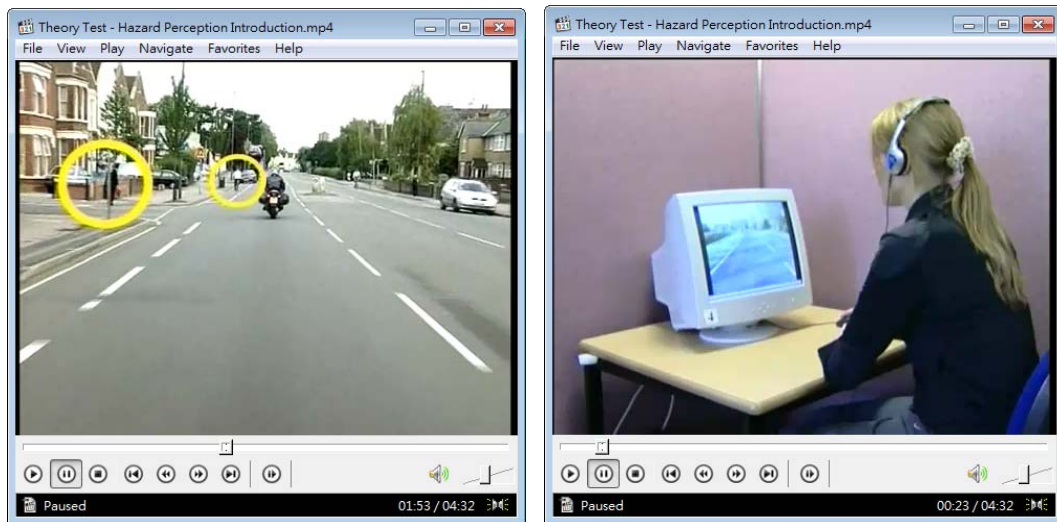 Theory Test - Hazard Perception Introduction.mp4
File View Play Navigate Favorites Help
Paused
01:53 / 04:32
Theory Test - Hazard Perception Introduction.mp4
File View Play Navigate Favorites Help
4
Paused
00:23 / 04:32